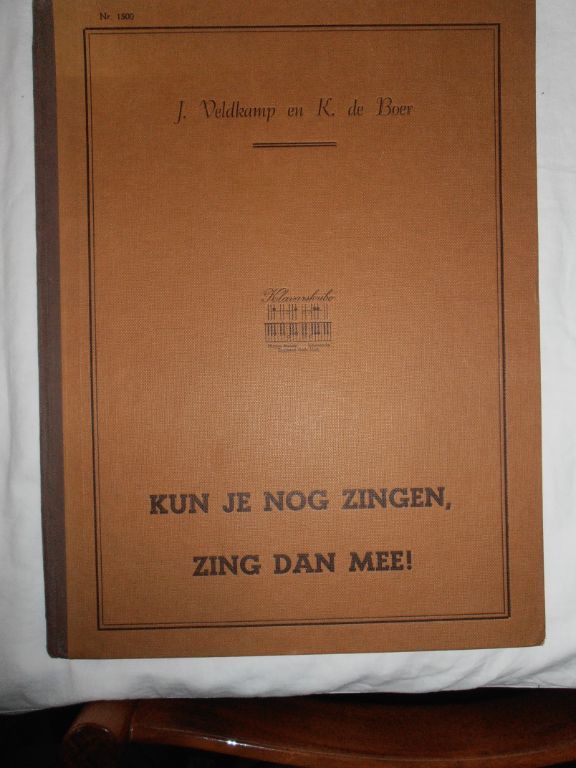 Nr. 1500
J. Veldkamp en K. de Boer
Klavarskribo
KUN JE NOG ZINGEN,
ZING DAN MEE!